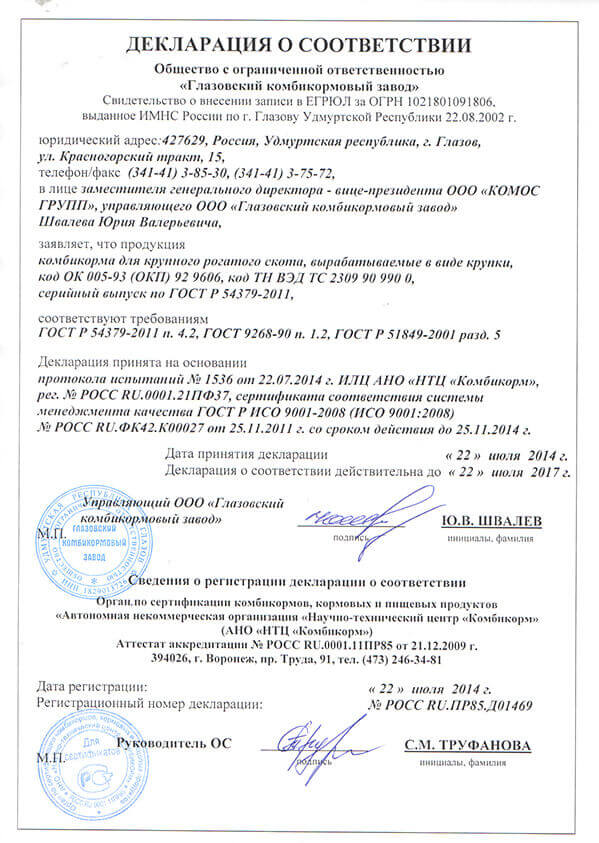 ДЕКЛАРАЦИЯ О СООТВЕТСТВИИ
Общество с ограниченной ответственностью
«Глазовский комбикормовый завод»
Свидетельство о внесении записи в ЕГРЮЛ за ОГРН 1021801091806,
выданное ИМНС России по г. Глазову Удмуртской Республики 22.08.2002 г.
юридический адрес:427629, Россия, Удмуртская республика, г. Глазов,
ул. Красногорский тракт, 15,
телефон/факс (341-41) 3-85-30, (341-41) 3-75-72,
в лице заместителя генерального директора - вице-президента ООО «КОМОС
ГРУПП», управляющего ООО «Глазовский комбикормовый завод»
Швалева Юрия Валерьевича,
заявляет, что продукция
комбикорма для крупного рогатого скота, вырабатываемые в виде крупки,
код ОК 005-93 (ОКП) 92 9606, код ТН ВЭД ТС 2309 90 990 0,
серийный выпуск по ГОСТ Р 54379-2011,
соответствуют требованиям
ГОСТ Р 54379-2011 п. 4.2, ГОСТ 9268-90 п. 1.2, ГОСТ Р 51849-2001 разд. 5
Декларация принята на основании
протокола испытаний № 1536 от 22.07.2014 г. ИЛЦ АНО «НТЦ «Комбикорм»,
рег. № РОСС RU.0001.21ПФ37, сертификата соответствия системы
менеджмента качества ГОСТ Р ИСО 9001-2008 (ИСО 9001:2008)
№ РОСС RU.ФК42.К00027 от 25.11.2011 г. со сроком действия до 25.11.2014 г.
Дата принятия декларации « 22 » июля 2014 г.
Декларация о соответствии действительна до « 22 » июля 2017 г.
Управляющий ООО «Глазовский
комбикормовый завод»
Ю.В. ШВАЛЕВ
М.П.
подпись инициалы, фамилия
ГЛАЗОВСКИЙ
КОМБИКОРМОВЫЙ
ЗАВОД
Сведения о регистрации декларации о соответствии
Орган по сертификации комбикормов, кормовых и пищевых продуктов
«Автономная некоммерческая организация «Научно-технический центр «Комбикорм»
(АНО «НТЦ «Комбикорм»)
Аттестат аккредитации № РОСС RU.0001.11ПР85 от 21.12.2009 г.
394026, г. Воронеж, пр. Труда, 91, тел. (473) 246-34-81
Дата регистрации: « 22 » июля 2014 г.
Регистрационный номер декларации: № РОСС RU.ПР85.Д01469
Руководитель ОС С.М. ТРУФАНОВА
М.П.
подпись инициалы, фамилия
Для
сертификатов